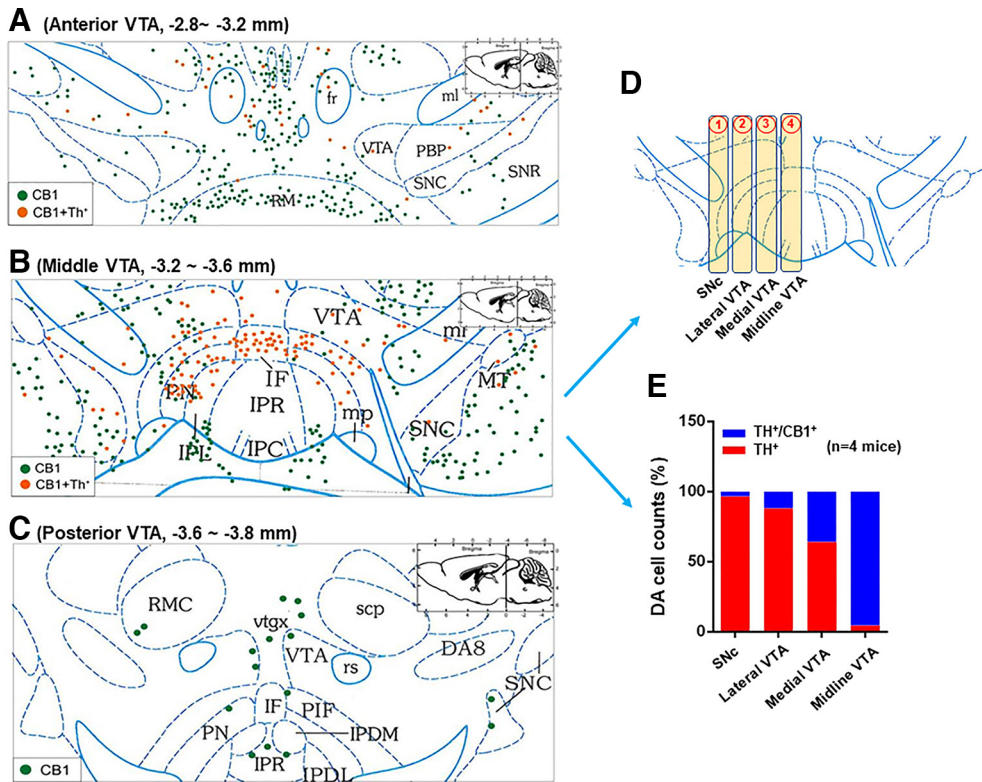 A (Anterior VTA, -2.8~ -3.2 mm)
fr
ml
VTA
PBP
SNC
SNR
RM
CB1
CB1+Th+
Bregma
B (Middle VTA, -3.2 ~ -3.6 mm)
VTA
IF
PN
IPR
mp
MT
SNC
IPC
CB1
CB1+Th+
C (Posterior VTA, -3.6 ~ -3.8 mm)
Bregma
RMC
scp
vtgx
VTA
rs
DA8
SNC
IF
PIF
PN
IPDM
IPR
IPDL
CB1
D
1 2 3 4
SNc
Lateral VTA
Medial VTA
Midline VTA
E
TH+/CB1+
TH+
(n=4 mice)
DA cell counts (%)
150
100
50
0
SNc
Lateral VTA
Medial VTA
Midline VTA